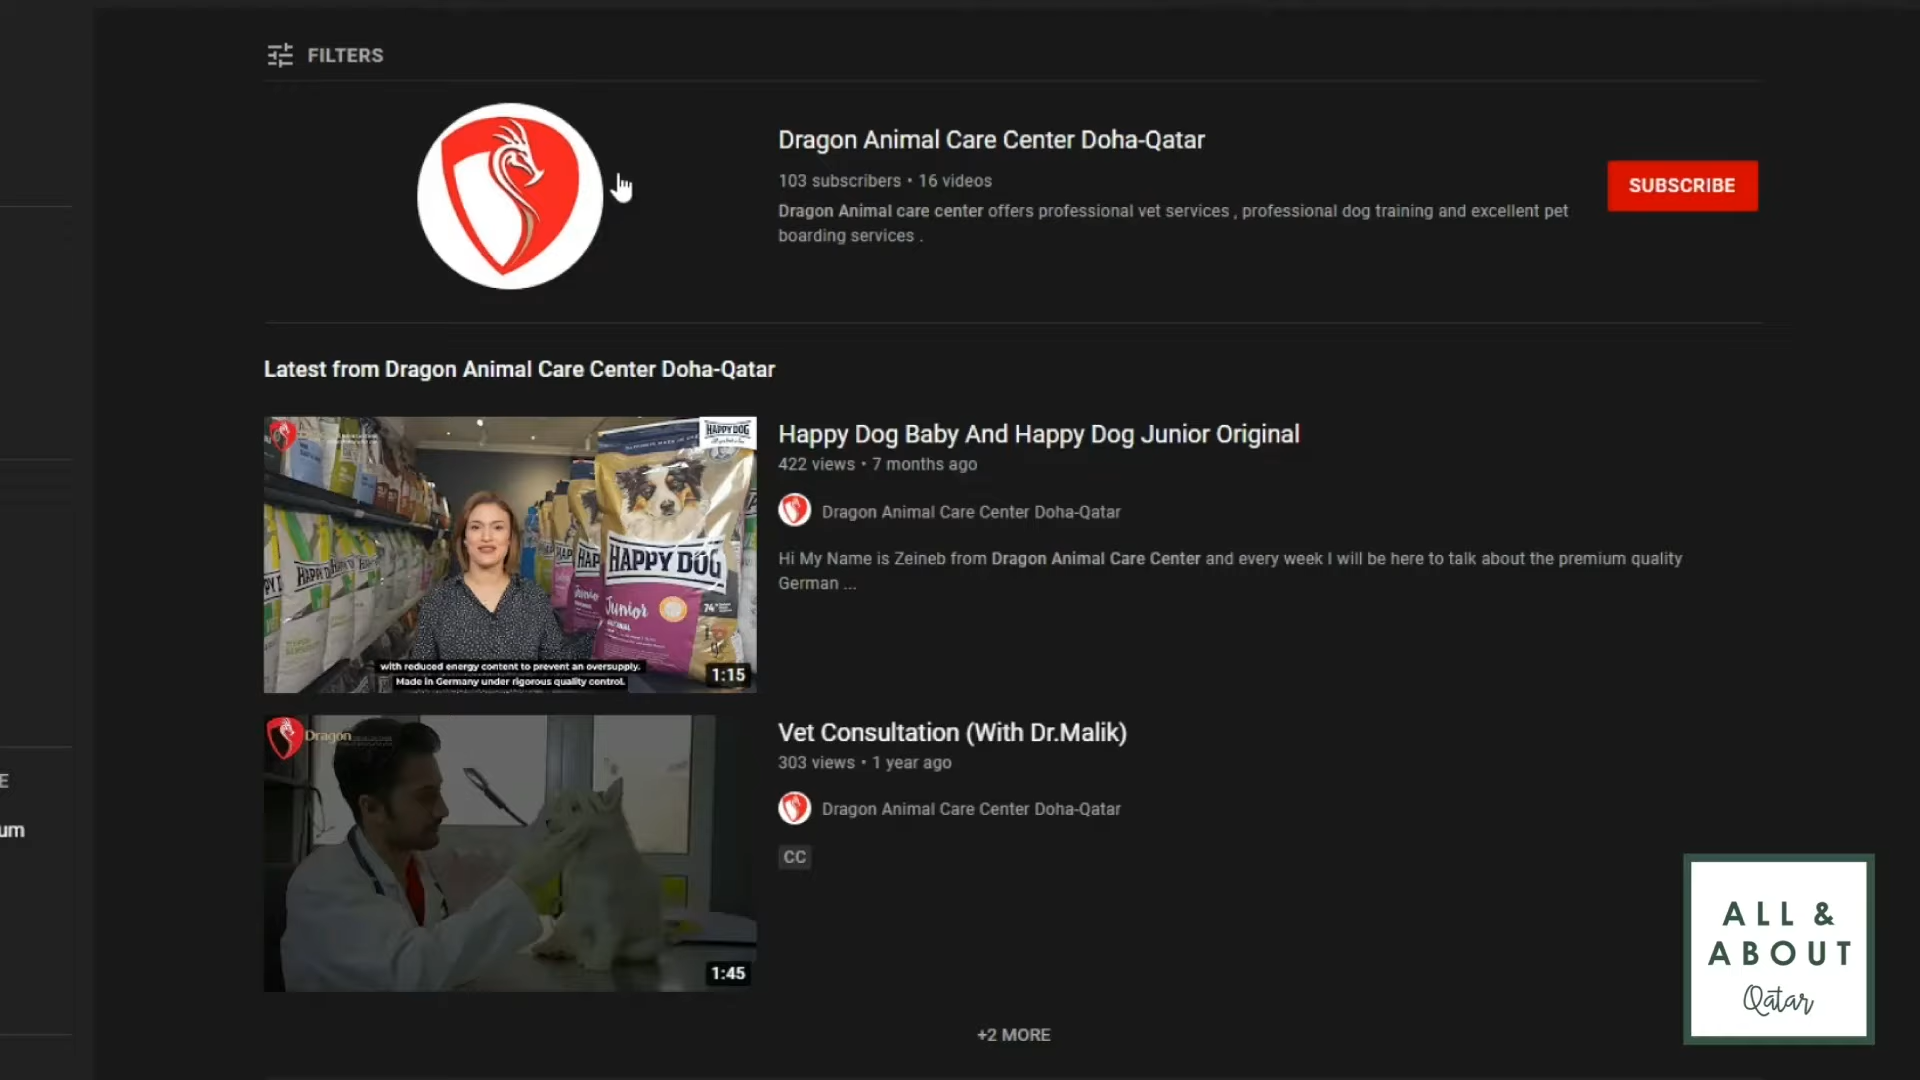 FILTERS
Dragon Animal Care Center Doha-Qatar
103 subscribers • 16 videos
Dragon Animal care center offers professional vet services , professional dog training and excellent pet
boarding services .
SUBSCRIBE
Latest from Dragon Animal Care Center Doha-Qatar
HAPPY DOG
HAPPY DOG
Junior
with reduced energy content to prevent an oversupply.
Made in Germany under rigorous quality control.
1:15
Happy Dog Baby And Happy Dog Junior Original
422 views • 7 months ago
Dragon Animal Care Center Doha-Qatar
Hi My Name is Zeineb from Dragon Animal Care Center and every week I will be here to talk about the premium quality
German ...
Dragon
1:45
Vet Consultation (With Dr.Malik)
303 views • 1 year ago
Dragon Animal Care Center Doha-Qatar
CC
+2 MORE
E
um
ALL &
ABOUT
Qatar